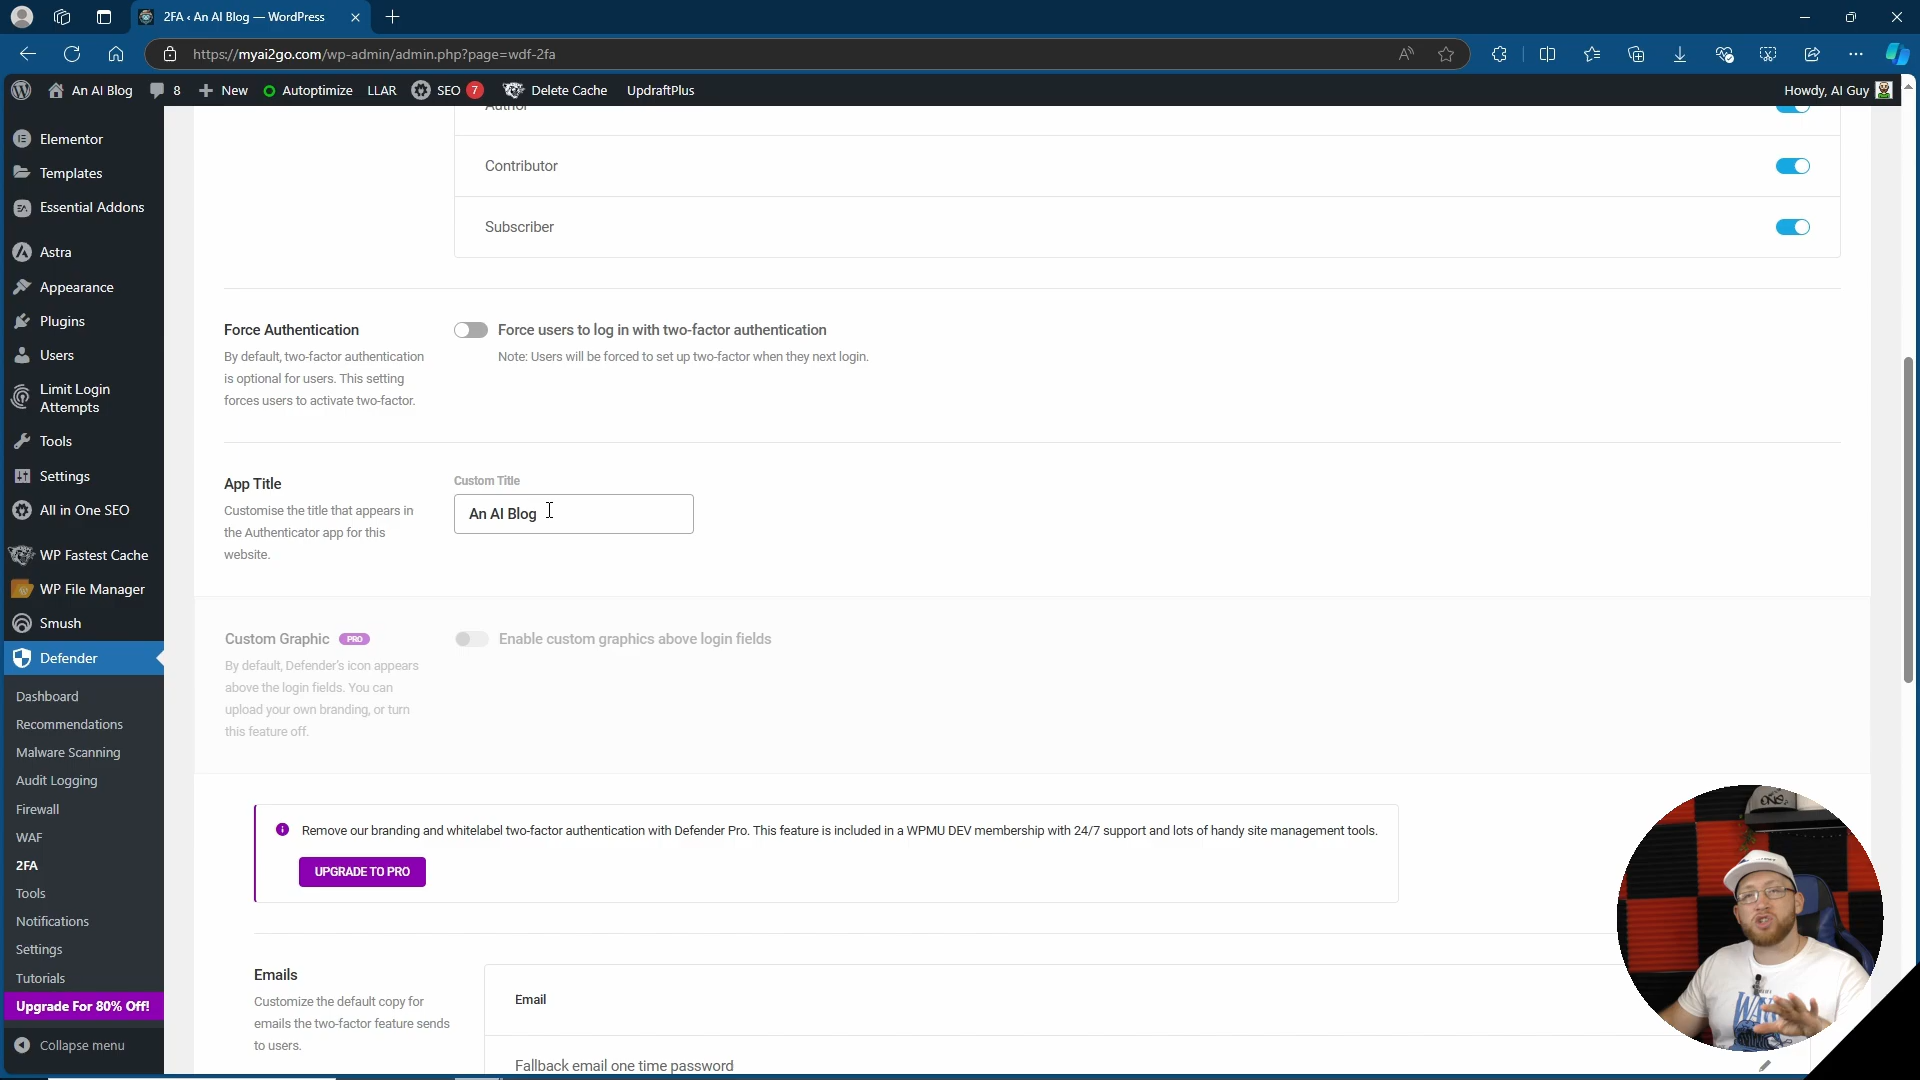 2FA ‹ An AI Blog — WordPress
https://myai2go.com/wp-admin/admin.php?page=wdf-2fa
An AI Blog 8 New Autoptimize LLAR SEO 7 Delete Cache UpdraftPlus Howdy, AI Guy
Elementor
Templates
Essential Addons
Astra
Appearance
Plugins
Users
Limit Login
Attempts
Tools
Settings
All in One SEO
WP Fastest Cache
WP File Manager
Smush
Defender
Dashboard
Recommendations
Malware Scanning
Audit Logging
Firewall
WAF
2FA
Tools
Notifications
Settings
Tutorials
Upgrade For 80% Off!
Collapse menu
Author
Contributor
Subscriber
Force Authentication
By default, two-factor authentication
is optional for users. This setting
forces users to activate two-factor.
Force users to log in with two-factor authentication
Note: Users will be forced to set up two-factor when they next login.
App Title
Customise the title that appears in
the Authenticator app for this
website.
Custom Title
An AI Blog
Custom Graphic PRO
By default, Defender's icon appears
above the login fields. You can
upload your own branding, or turn
this feature off.
Enable custom graphics above login fields
Remove our branding and whitelabel two-factor authentication with Defender Pro. This feature is included in a WPMU DEV membership with 24/7 support and lots of handy site management tools.
UPGRADE TO PRO
Emails
Customize the default copy for
emails the two-factor feature sends
to users.
Email
Fallback email one time password